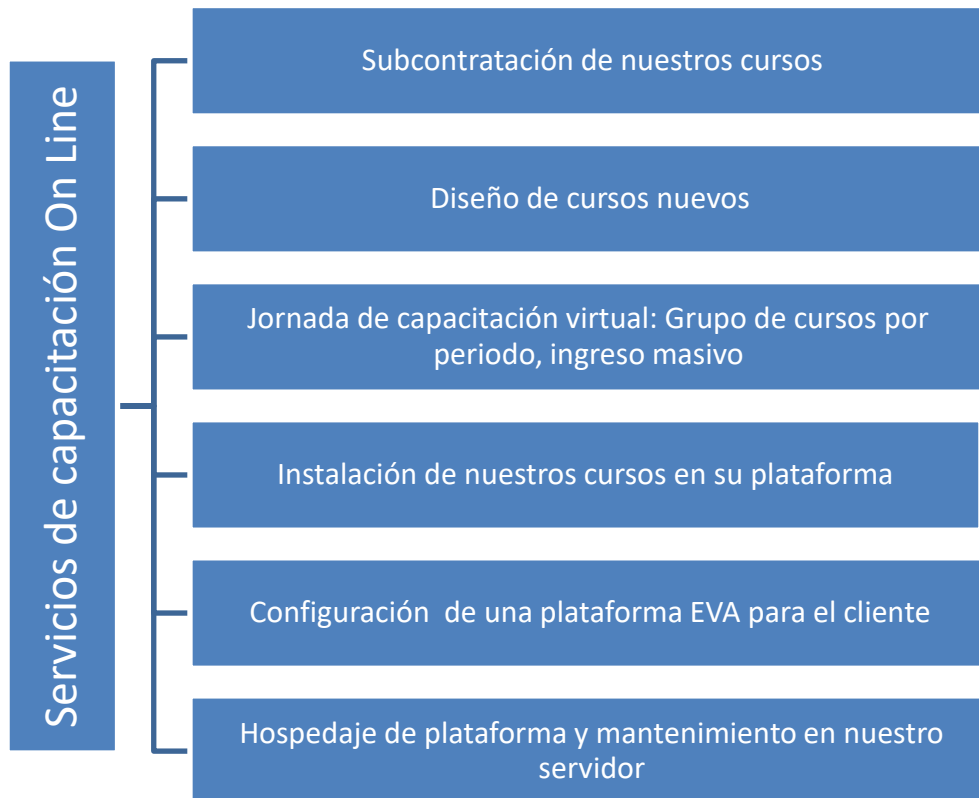 Servicios de capacitación On Line
Subcontratación de nuestros cursos
Diseño de cursos nuevos
Jornada de capacitación virtual: Grupo de cursos por
periodo, ingreso masivo
Instalación de nuestros cursos en su plataforma
Configuración  de una plataforma EVA para el cliente
Hospedaje de plataforma y mantenimiento en nuestro
servidor